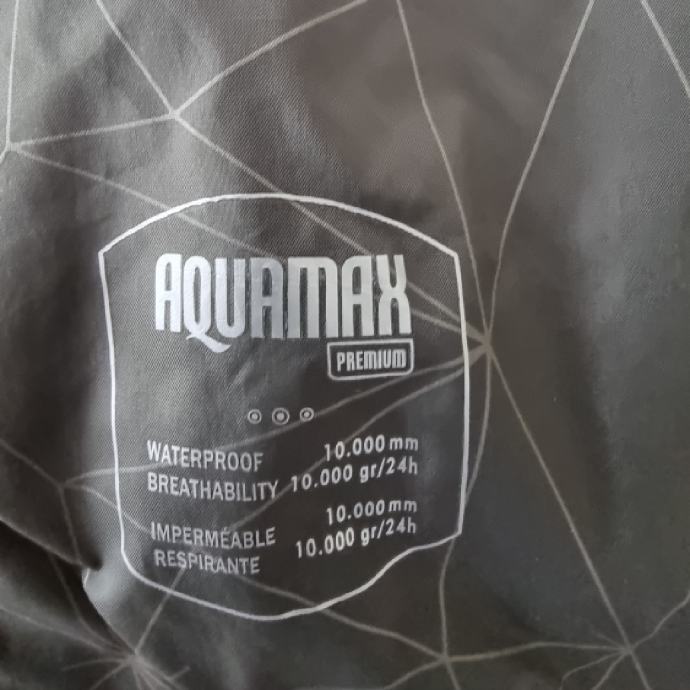 AQUAMAX
PREMIUM
WATERPROOF 10.000 mm
BREATHABILITY 10.000 gr/24h
IMPERMÉABLE 10.000 mm
RESPIRANTE 10.000 gr/24h